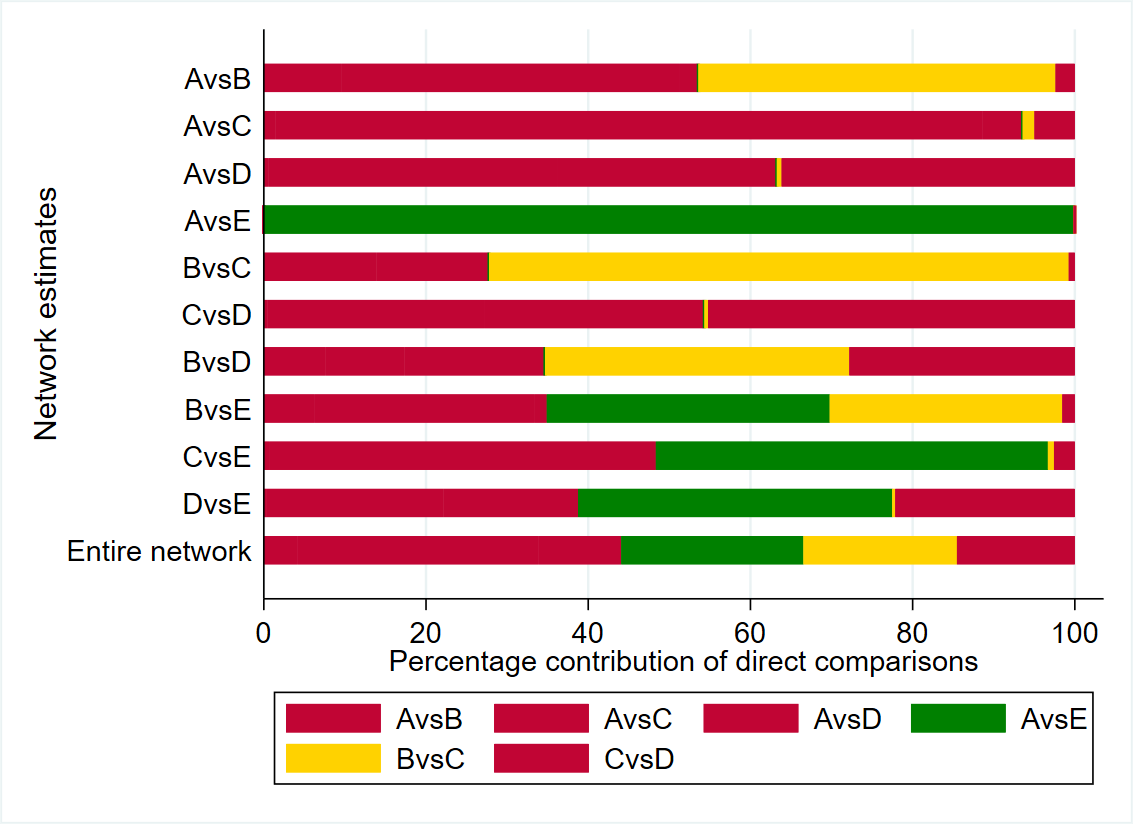 Network estimates
AvsB
AvsC
AvsD
AvsE
BvsC
CvsD
BvsD
BvsE
CvsE
DvsE
Entire network
0 20 40 60 80 100
Percentage contribution of direct comparisons
AvsB AvsC AvsD AvsE
BvsC CvsD